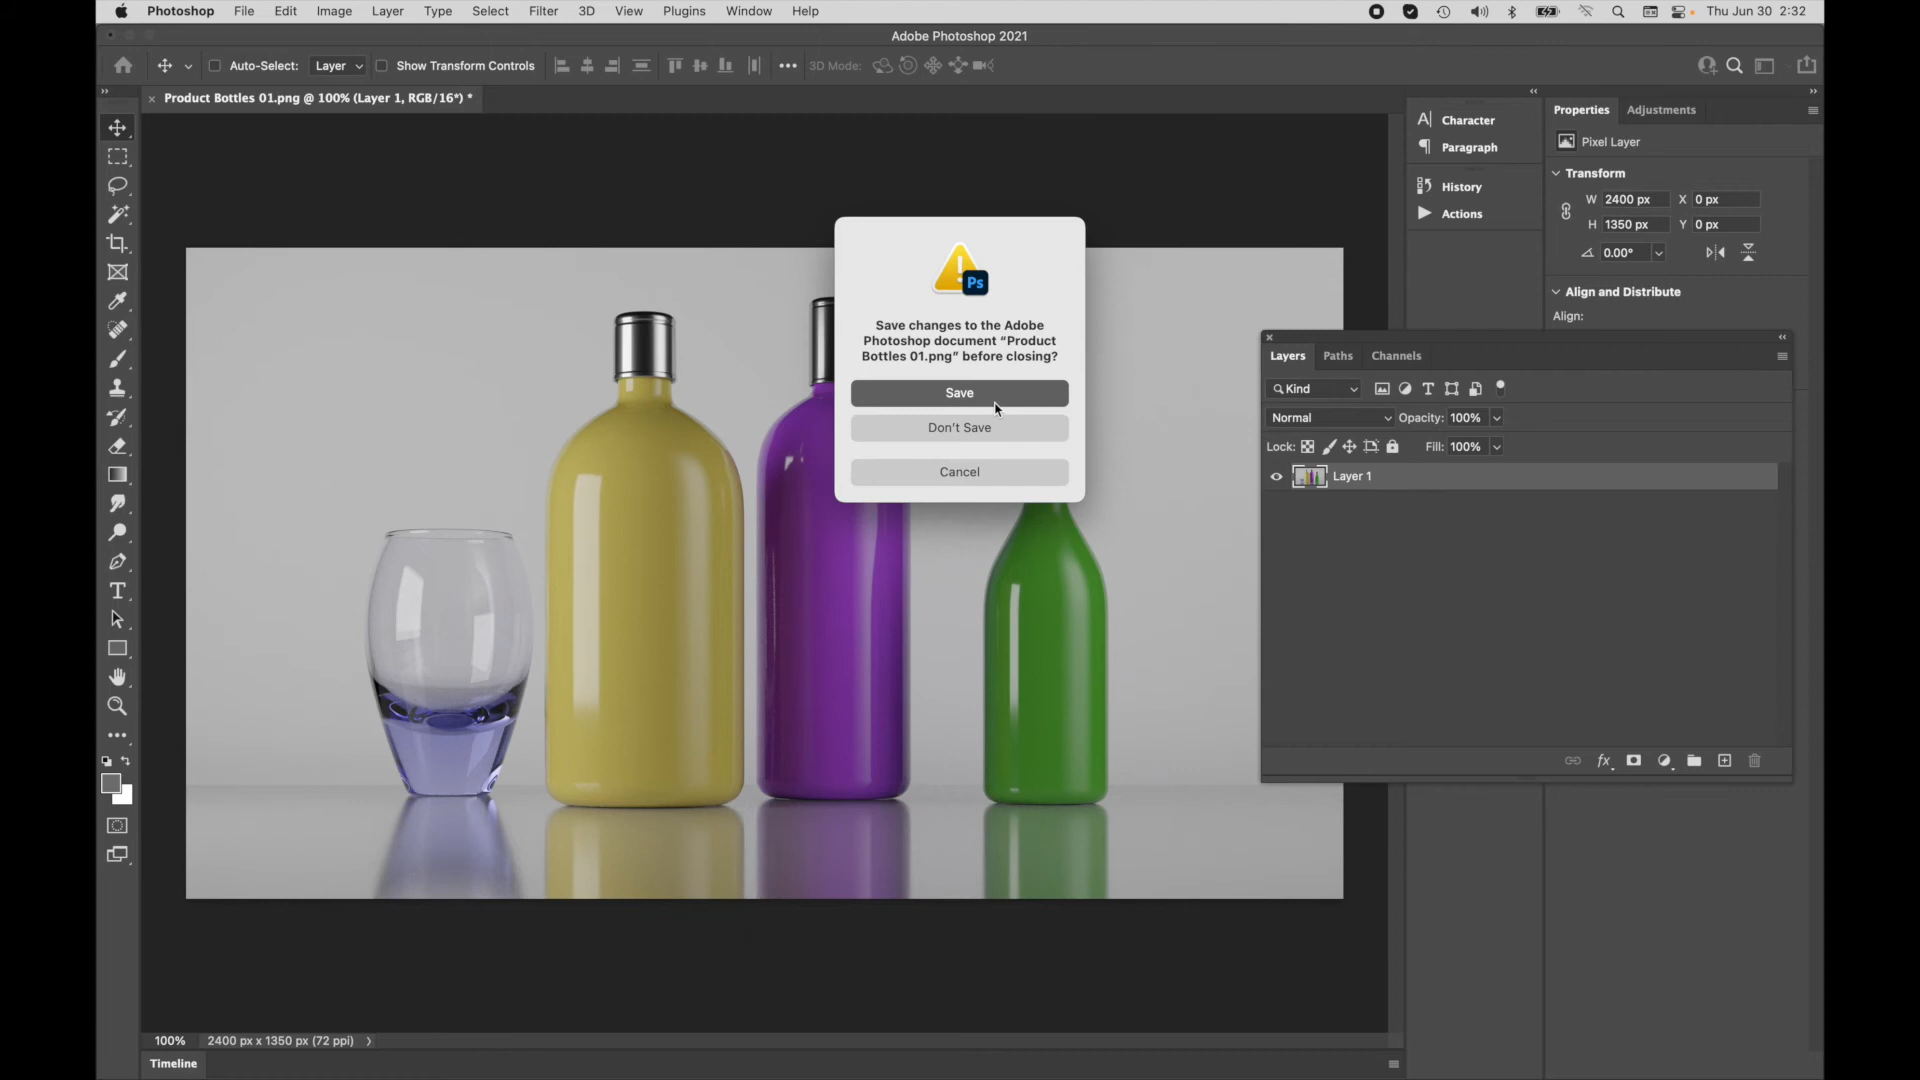 Photoshop File Edit Image Layer Type Select Filter 3D View Plugins Window Help Thu Jun 30 2:32
Adobe Photoshop 2021
Auto-Select: Layer Show Transform Controls 3D Mode:
Product Bottles 01.png @ 100% (Layer 1, RGB/16*) *
Character
Paragraph
History
Actions
Properties Adjustments
Pixel Layer
Transform
W 2400 px X 0 px
H 1350 px Y 0 px
0.00°
Align and Distribute
Align:
Ps
Save changes to the Adobe
Photoshop document “Product
Bottles 01.png” before closing?
Save
Don't Save
Cancel
Layers Paths Channels
Kind
Normal Opacity: 100%
Lock: Fill: 100%
Layer 1
fx
100% 2400 px x 1350 px (72 ppi)
Timeline